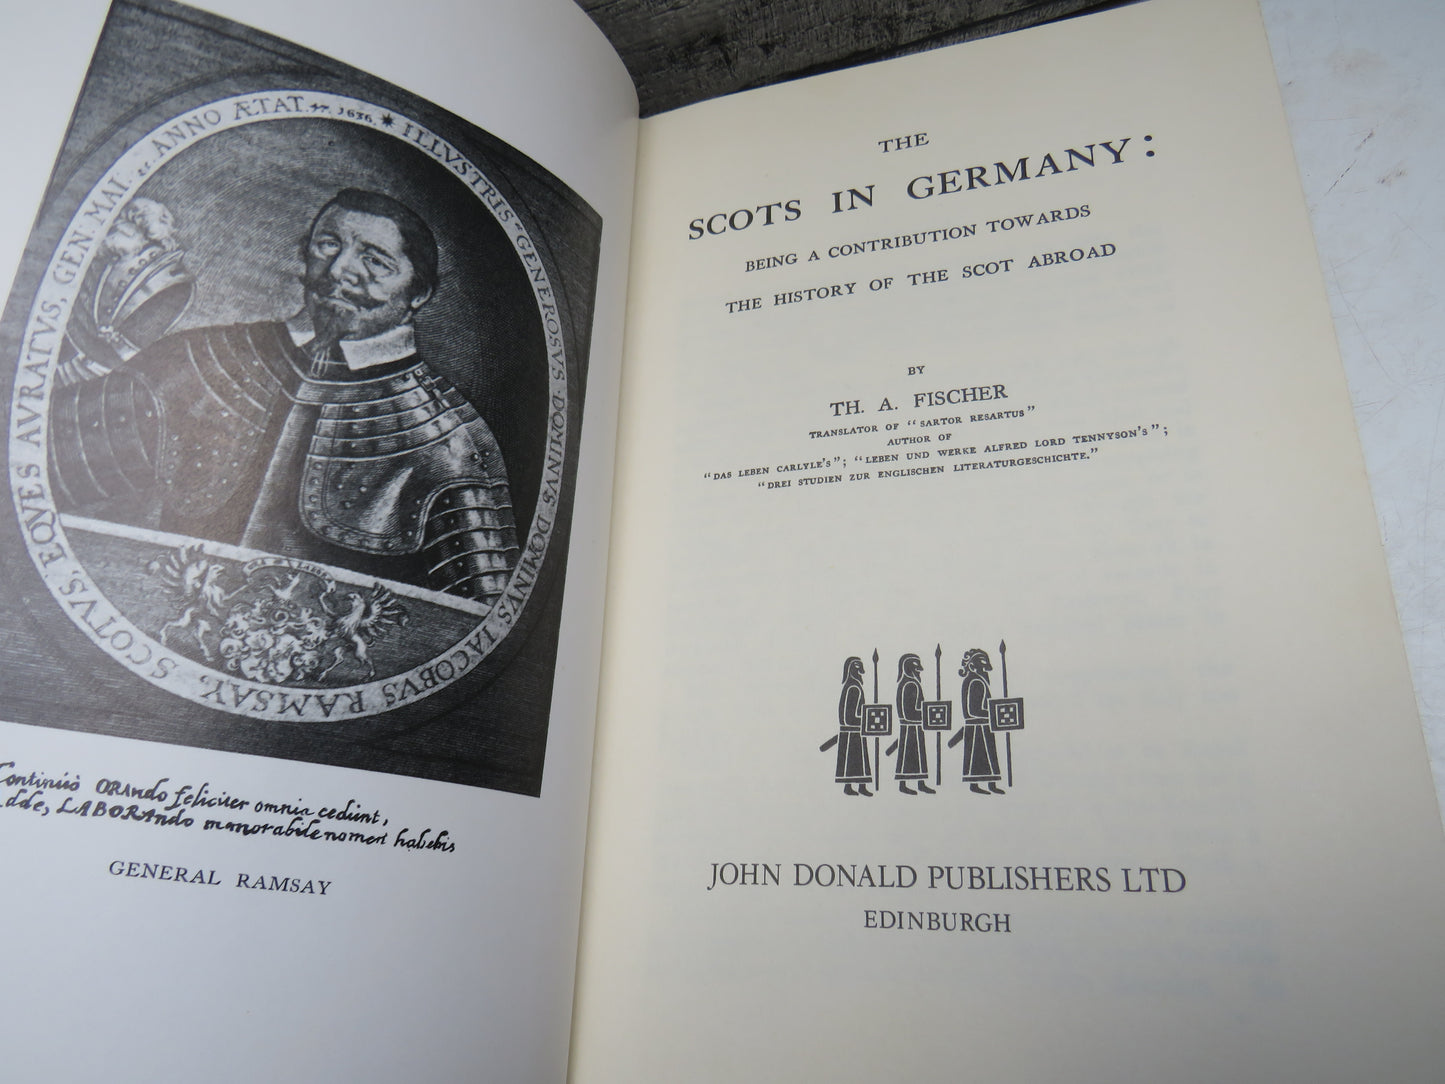 ILLVSTRIS ~ GENEROSVS · DOMINVS DOMINVS IACOBVS RAMSAY, SCOTVS, EQVES AVRATVS, GEN: MAI: et ANNO ÆTAT. 47. 1636. *
Continuò ORANdo feliciter omnia cedunt,
dde, LABORANdo memorabile nomen habebis
GENERAL RAMSAY
THE
SCOTS IN GERMANY:
BEING A CONTRIBUTION TOWARDS
THE HISTORY OF THE SCOT ABROAD
BY
TH. A. FISCHER
TRANSLATOR OF "SARTOR RESARTUS"
AUTHOR OF
"DAS LEBEN CARLYLE'S"; "LEBEN UND WERKE ALFRED LORD TENNYSON'S";
"DREI STUDIEN ZUR ENGLISCHEN LITERATURGESCHICHTE."
JOHN DONALD PUBLISHERS LTD
EDINBURGH